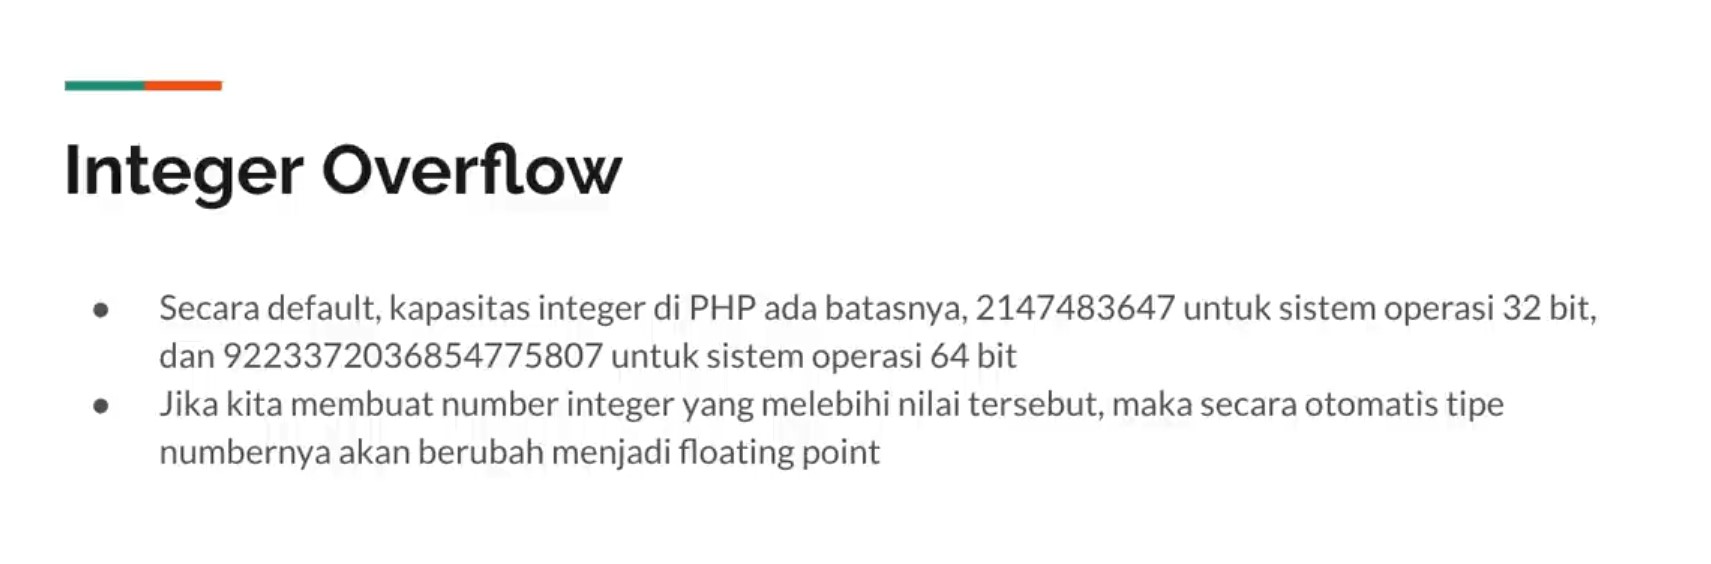 Integer Overflow
● Secara default, kapasitas integer di PHP ada batasnya, 2147483647 untuk sistem operasi 32 bit,
dan 9223372036854775807 untuk sistem operasi 64 bit
● Jika kita membuat number integer yang melebihi nilai tersebut, maka secara otomatis tipe
numbernya akan berubah menjadi floating point